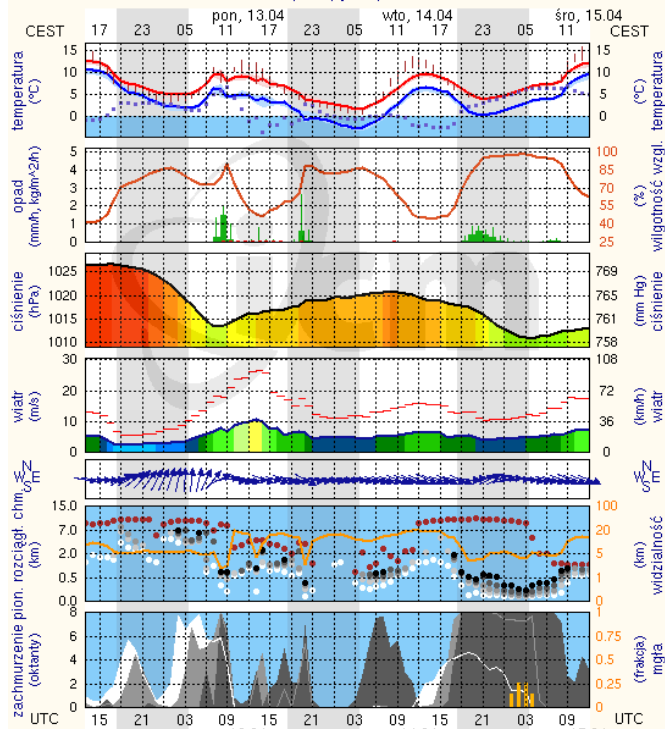 pon, 13.04 wto, 14.04 śro, 15.04
CEST 17 23 05 11 17 23 05 11 17 23 05 11 CEST
temperatura (°C) 15 10 5 0 15 10 5 0 temperatura (°C)
opad (mm/h, kg/m^2/h) 5 4 3 2 1 0 100 85 70 55 40 25 wilgotność wzgl. (%)
ciśnienie (hPa) 1025 1020 1015 1010 769 765 761 758 ciśnienie (mm Hg)
wiatr (m/s) 30 20 10 0 108 72 36 0 wiatr (km/h)
N W E S N W E S
pion. rozciągł. chm. (km) 15.0 7.0 2.0 0.5 0.0 100 20 5 1 0 widzialność (km)
zachmurzenie (oktanty) 8 6 4 2 0 1 0.75 0.5 0.25 0 mgła (frakcja)
UTC 15 21 03 09 15 21 03 09 15 21 03 09 UTC